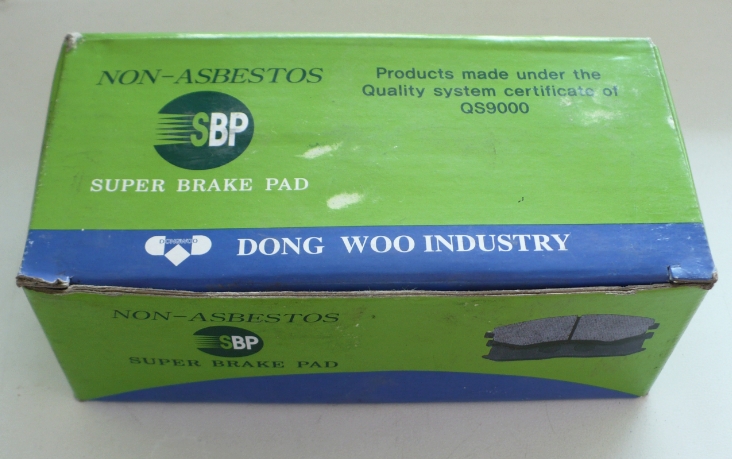 NON-ASBESTOS
SBP
SUPER BRAKE PAD
Products made under the
Quality system certificate of
QS9000
DONGWOO
DONG WOO INDUSTRY
NON-ASBESTOS
SBP
SUPER BRAKE PAD